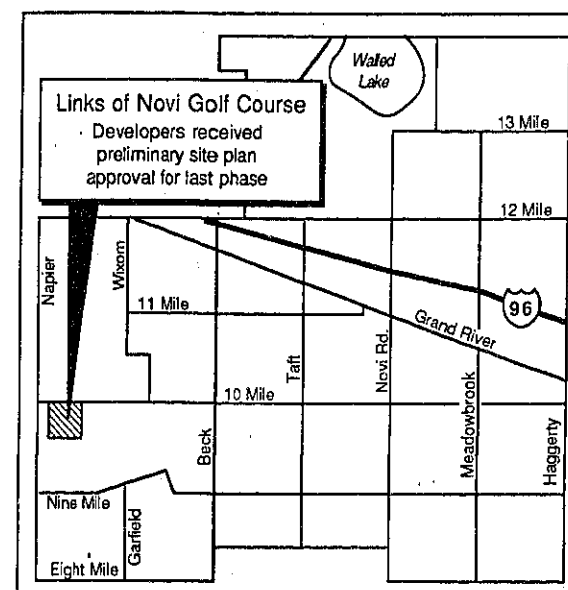 Walled
Lake
Links of Novi Golf Course
Developers received
preliminary site plan
approval for last phase
13 Mile
12 Mile
Napier
Wixom
11 Mile
96
Grand River
Taft
Novi Rd.
10 Mile
Beck
Meadowbrook
Haggerty
Nine Mile
Garfield
Eight Mile